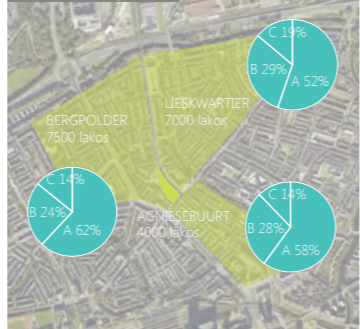 C 19%
B 29%
A 52%
LIESKWARTIER
7000 lakos
BERGPOLDER
7500 lakos
C 14%
B 24%
A 62%
AGNIESEBUURT
4000 lakos
C 14%
B 28%
A 58%